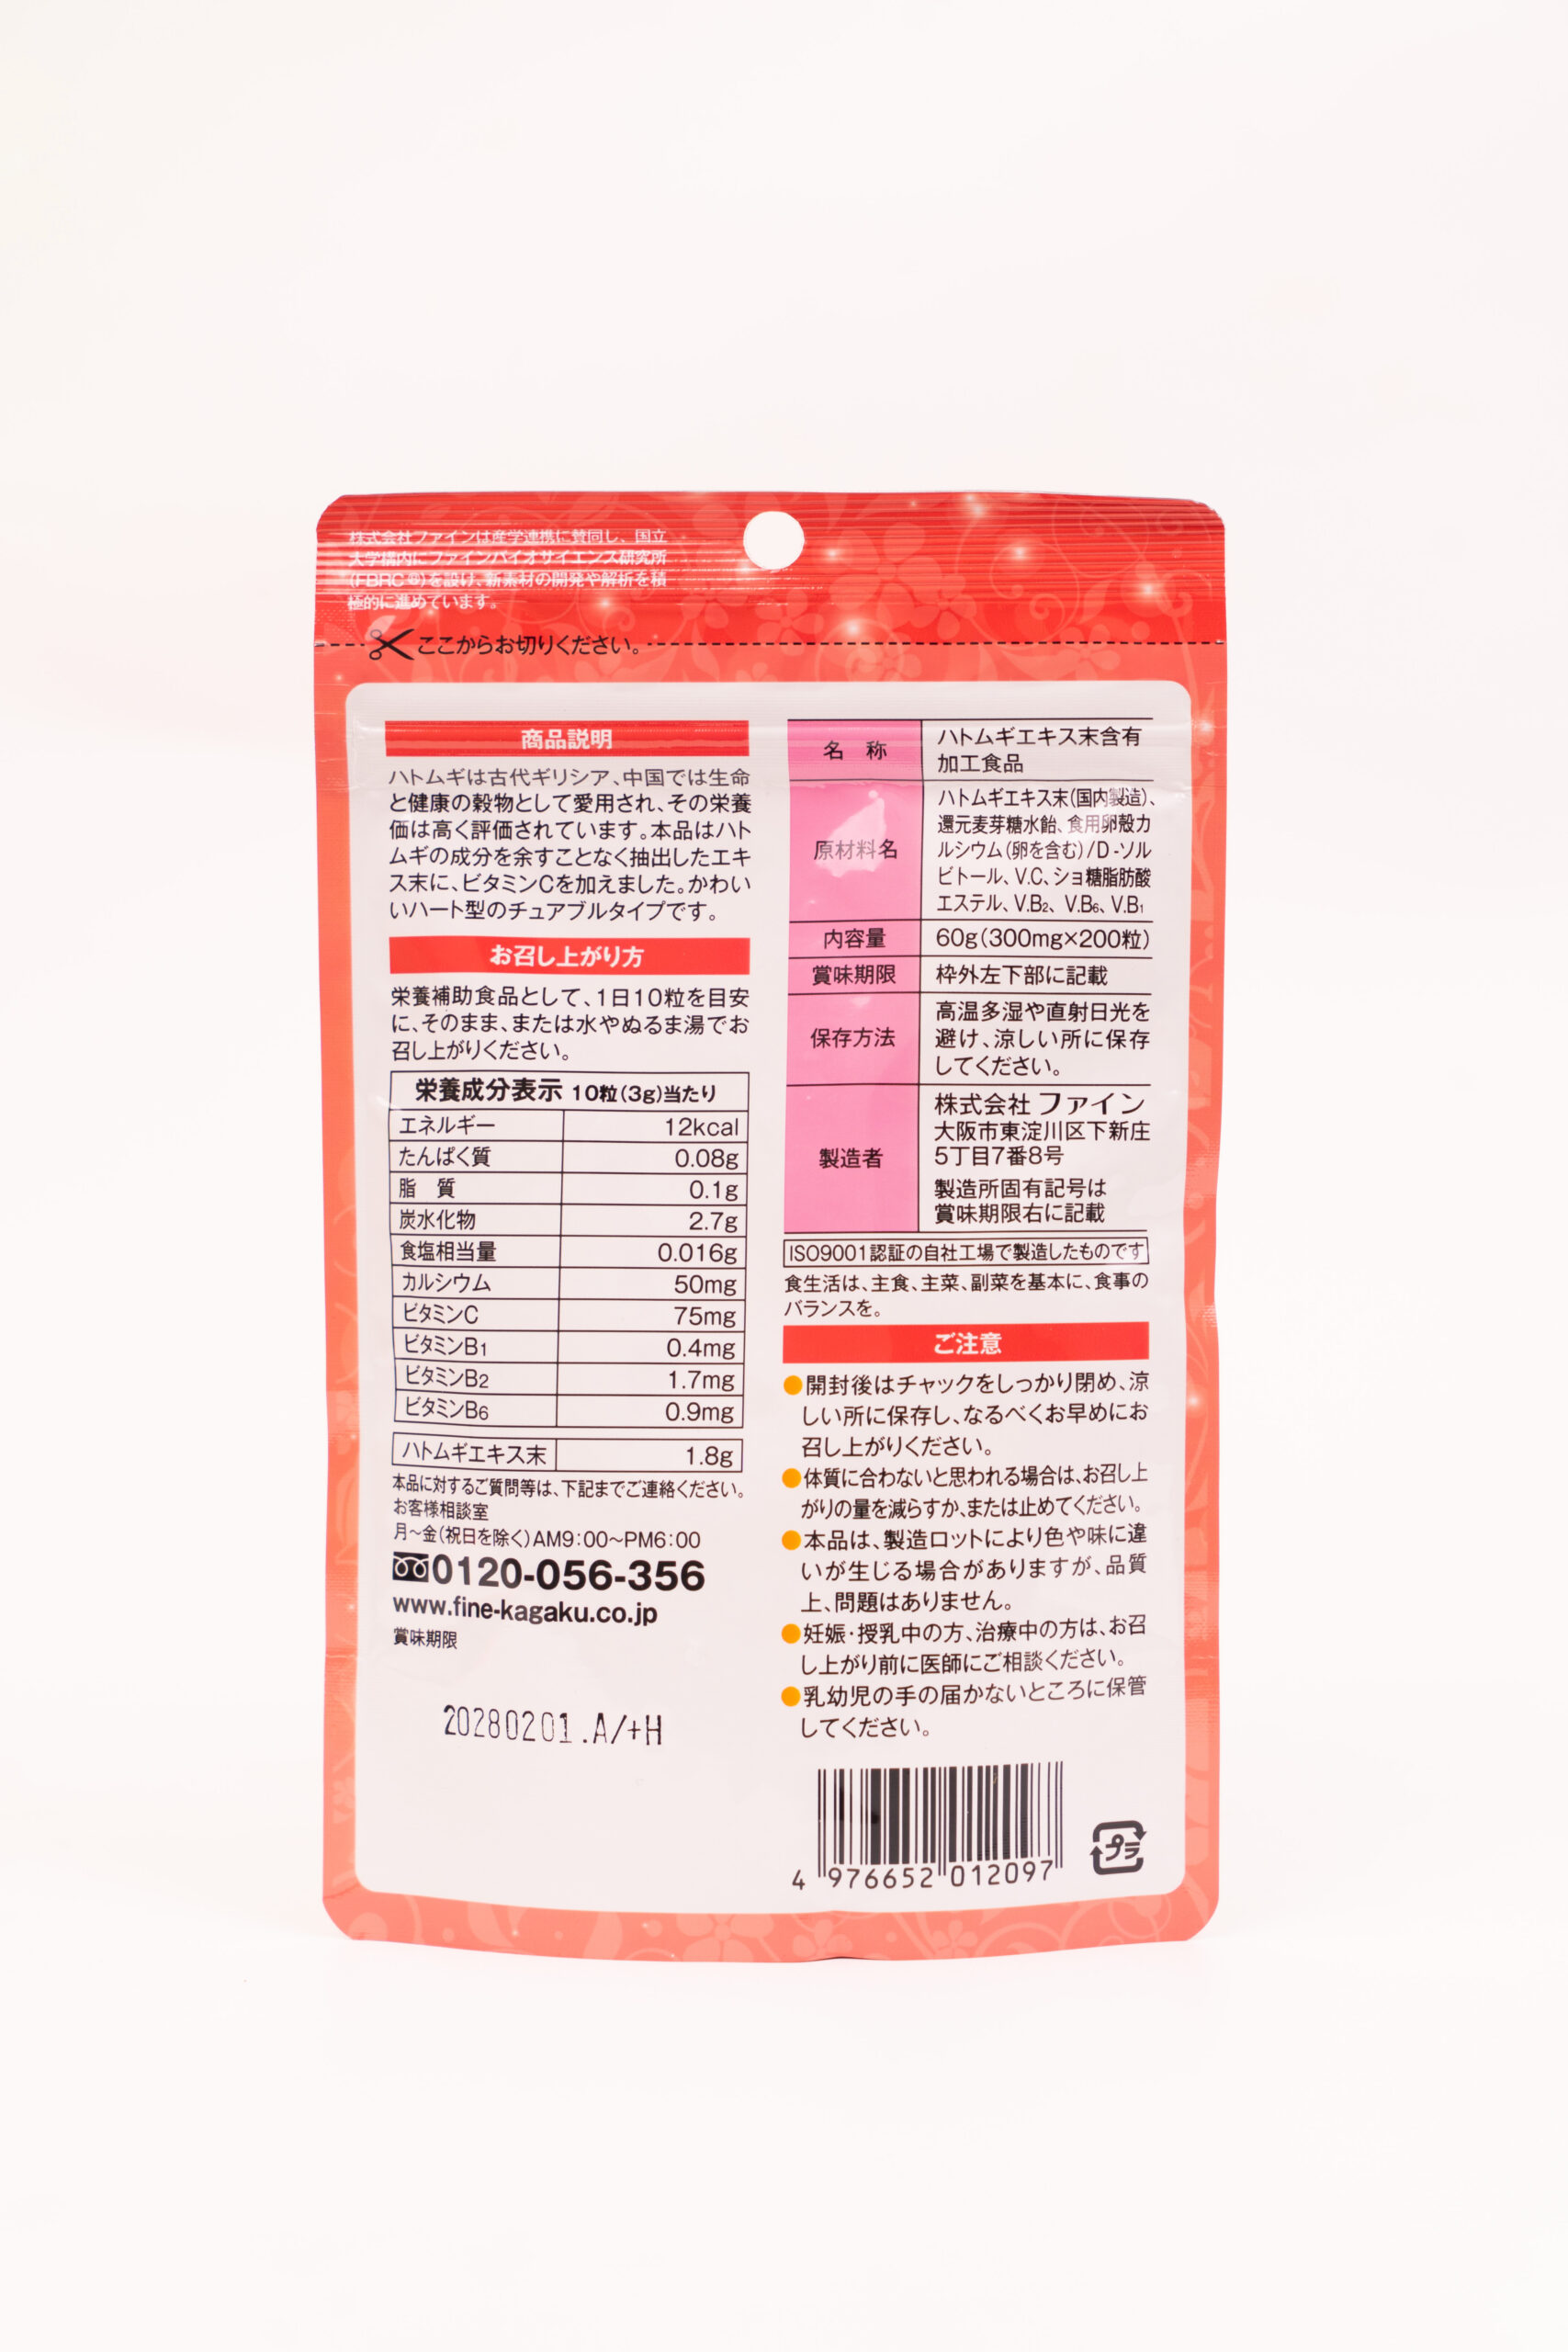 株式会社ファインは産学連携に賛同し、国立
大学構内にファインバイオサイエンス研究所
(FBRC®)を設け、新素材の開発や解析を積
極的に進めています。
ここからお切りください。
商品説明
ハトムギは古代ギリシア、中国では生命
と健康の穀物として愛用され、その栄養
価は高く評価されています。本品はハト
ムギの成分を余すことなく抽出したエキ
ス末に、ビタミンCを加えました。かわい
いハート型のチュアブルタイプです。
お召し上がり方
栄養補助食品として、1日10粒を目安
に、そのまま、または水やぬるま湯でお
召し上がりください。
栄養成分表示 10粒(3g)当たり
エネルギー 12kcal
たんぱく質 0.08g
脂 質 0.1g
炭水化物 2.7g
食塩相当量 0.016g
カルシウム 50mg
ビタミンC 75mg
ビタミンB1 0.4mg
ビタミンB2 1.7mg
ビタミンB6 0.9mg
ハトムギエキス末 1.8g
本品に対するご質問等は、下記までご連絡ください。
お客様相談室
月～金(祝日を除く)AM9:00～PM6:00
0120-056-356
www.fine-kagaku.co.jp
賞味期限
20280201.A/+H
名 称 ハトムギエキス末含有
加工食品
原材料名 ハトムギエキス末(国内製造)、
還元麦芽糖水飴、食用卵殻カ
ルシウム(卵を含む)/D-ソル
ビトール、V.C、ショ糖脂肪酸
エステル、V.B2、V.B6、V.B1
内容量 60g(300mg×200粒)
賞味期限 枠外左下部に記載
保存方法 高温多湿や直射日光を
避け、涼しい所に保存
してください。
製造者 株式会社 ファイン
大阪市東淀川区下新庄
5丁目7番8号
製造所固有記号は
賞味期限右に記載
ISO9001認証の自社工場で製造したものです
食生活は、主食、主菜、副菜を基本に、食事の
バランスを。
ご注意
●開封後はチャックをしっかり閉め、涼
しい所に保存し、なるべくお早めにお
召し上がりください。
●体質に合わないと思われる場合は、お召し上
がりの量を減らすか、または止めてください。
●本品は、製造ロットにより色や味に違
いが生じる場合がありますが、品質
上、問題はありません。
●妊娠・授乳中の方、治療中の方は、お召
し上がり前に医師にご相談ください。
●乳幼児の手の届かないところに保管
してください。
4 976652 012097
プラ